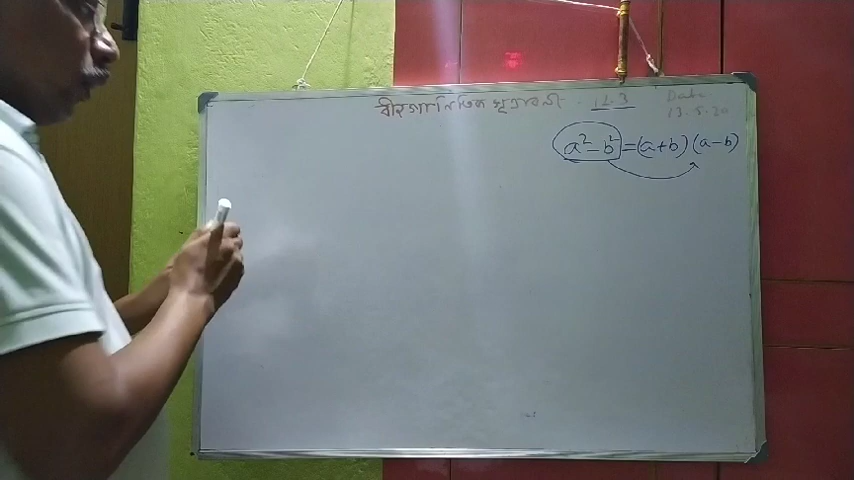 বীজগাণিতিক সূত্রাবলী - 12.3
Date
13.5.20
a²-b²=(a+b)(a-b)